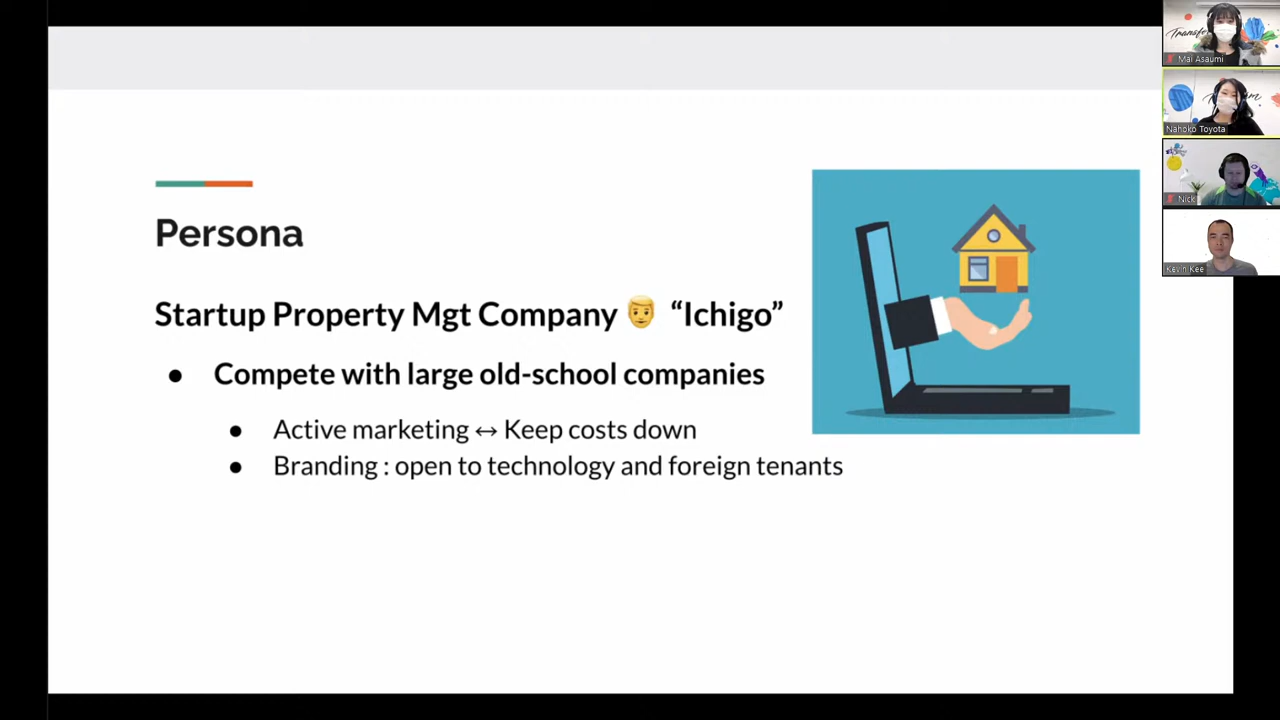 Persona
Startup Property Mgt Company 👨 “Ichigo”
● Compete with large old-school companies
● Active marketing ↔ Keep costs down
● Branding : open to technology and foreign tenants
Mai Asaumi
Nahoko Toyota
Nick
Kevin Kee